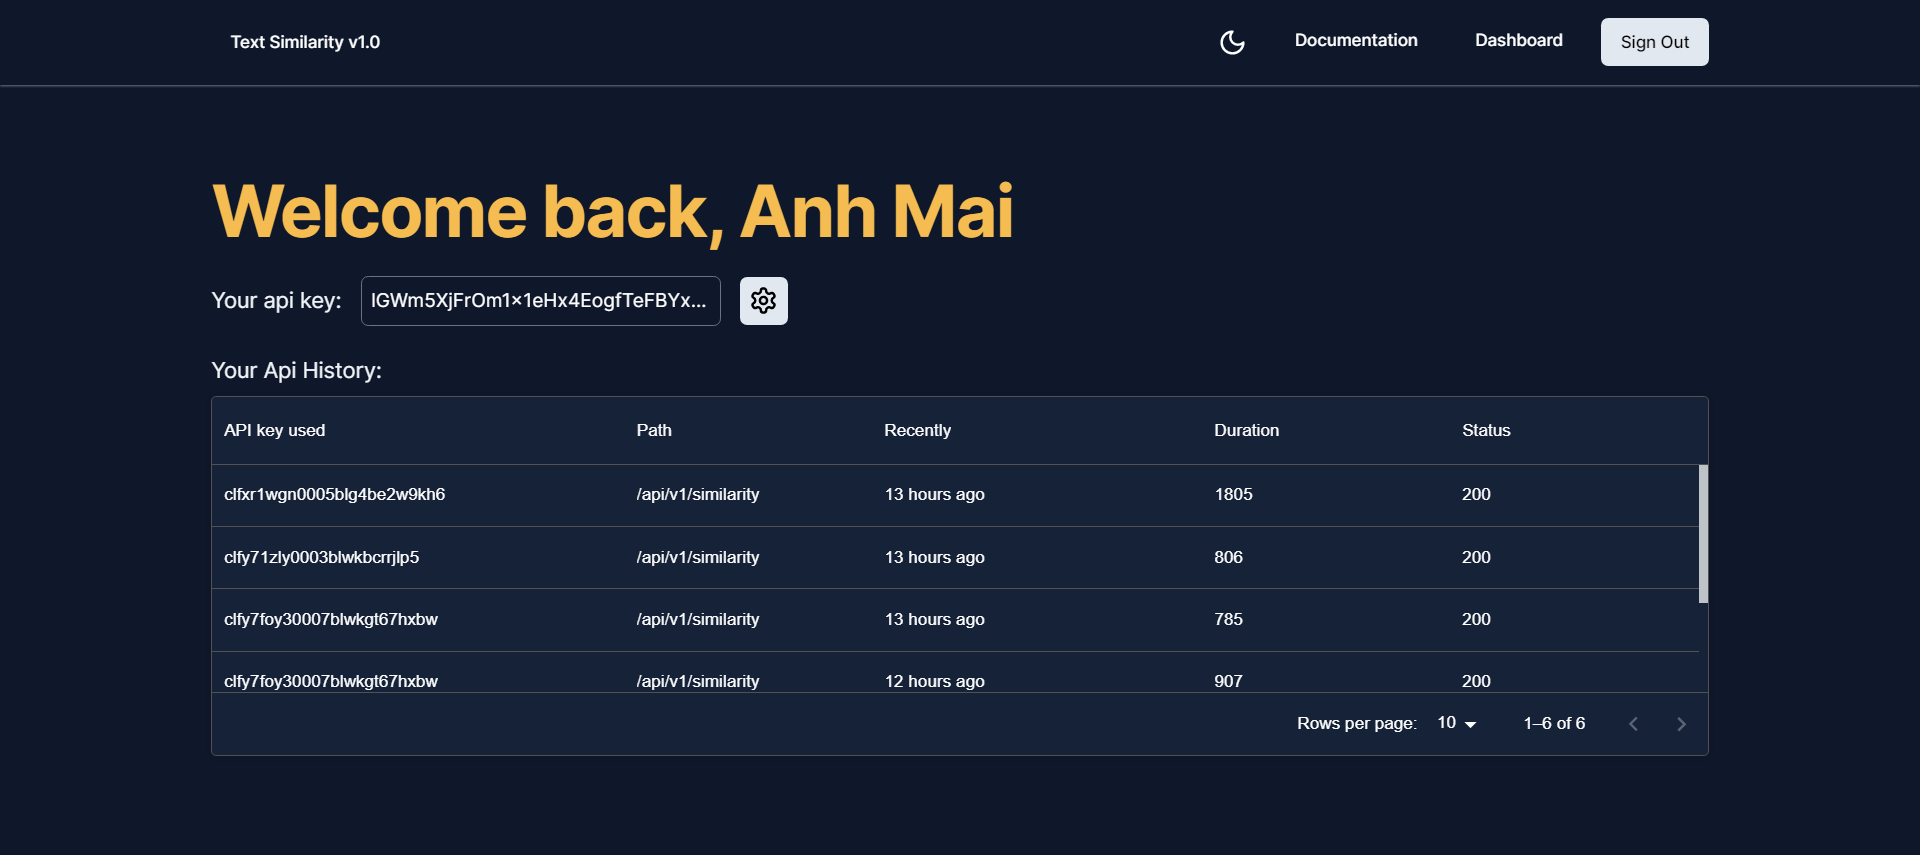 Text Similarity v1.0 Documentation Dashboard Sign Out
Welcome back, Anh Mai
Your api key: IGWm5XjFrOm1x1eHx4EogfTeFBYx...
Your Api History:
API key used Path Recently Duration Status
clfxr1wgn0005blg4be2w9kh6 /api/v1/similarity 13 hours ago 1805 200
clfy71zly0003blwkbcrrjlp5 /api/v1/similarity 13 hours ago 806 200
clfy7foy30007blwkgt67hxbw /api/v1/similarity 13 hours ago 785 200
clfy7foy30007blwkgt67hxbw /api/v1/similarity 12 hours ago 907 200
Rows per page: 10 1–6 of 6